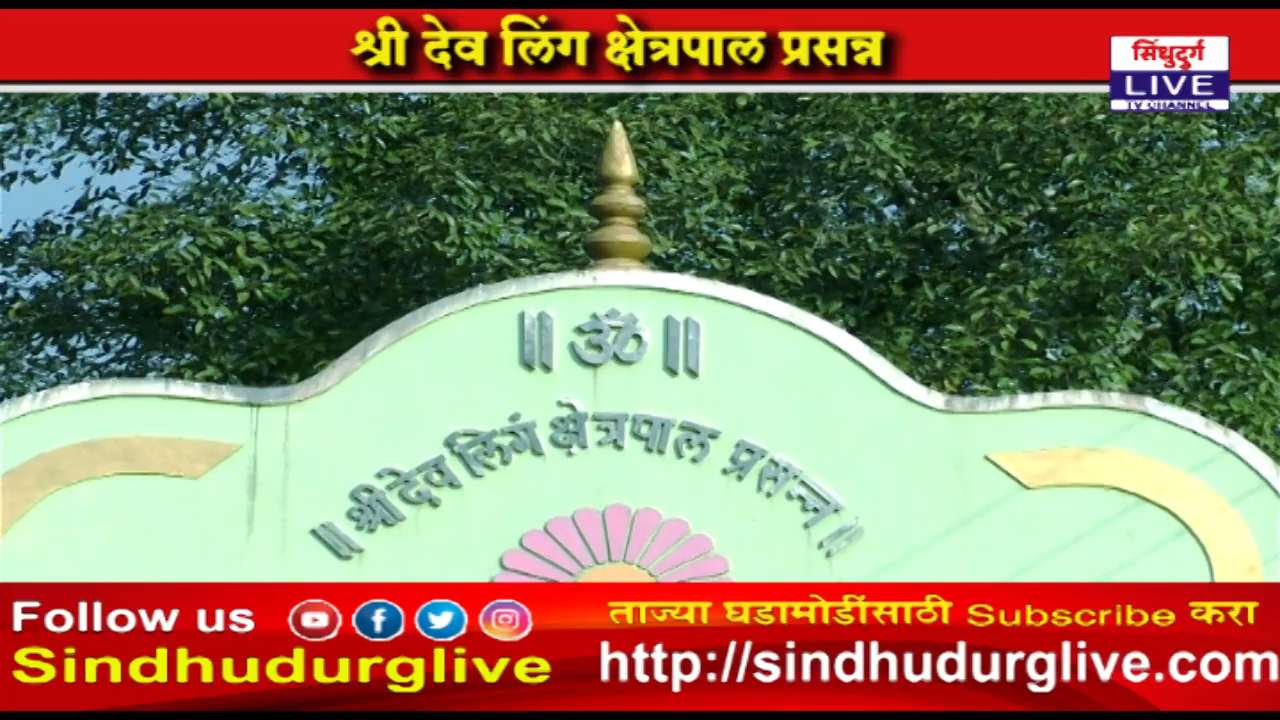 श्री देव लिंग क्षेत्रपाल प्रसन्न
सिंधुदुर्ग
LIVE
TV CHANNEL
॥ ॐ ॥
॥ श्री देव लिगं क्षेत्रपाल प्रसन्न ॥
Follow us
ताज्या घडामोडींसाठी Subscribe करा
Sindhudurglive
http://sindhudurglive.com